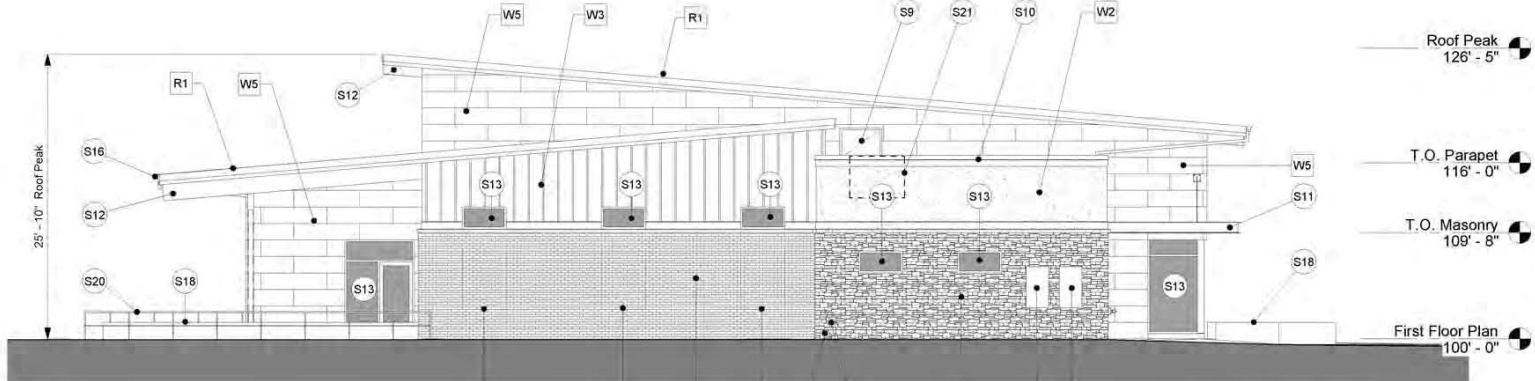 W5
W3
R1
S9
S21
S10
W2
Roof Peak
126' - 5"
R1
W5
S12
25' - 10" Roof Peak
S16
S12
S13
S13
S13
S13
S13
W5
T.O. Parapet
116' - 0"
S11
T.O. Masonry
109' - 8"
S20
S18
S13
S13
S18
First Floor Plan
100' - 0"